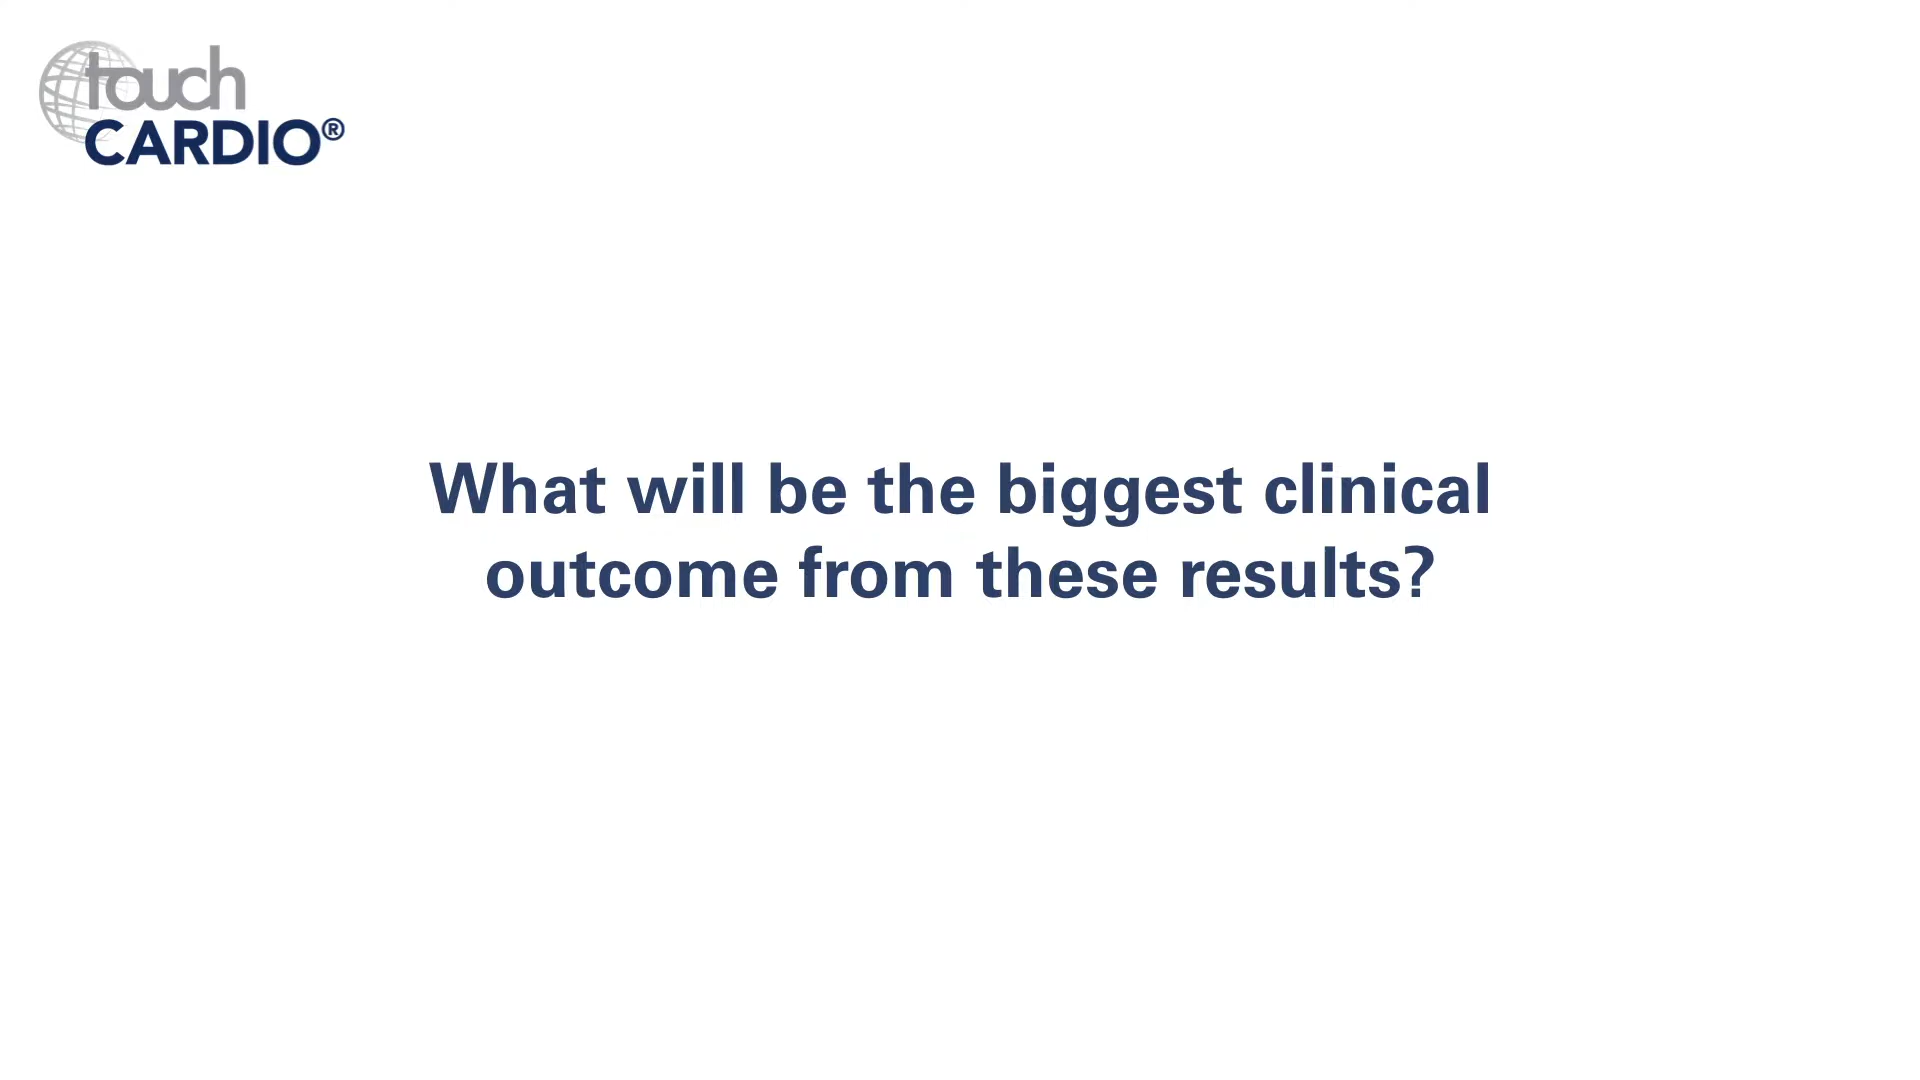 touch
CARDIO®
What will be the biggest clinical
outcome from these results?